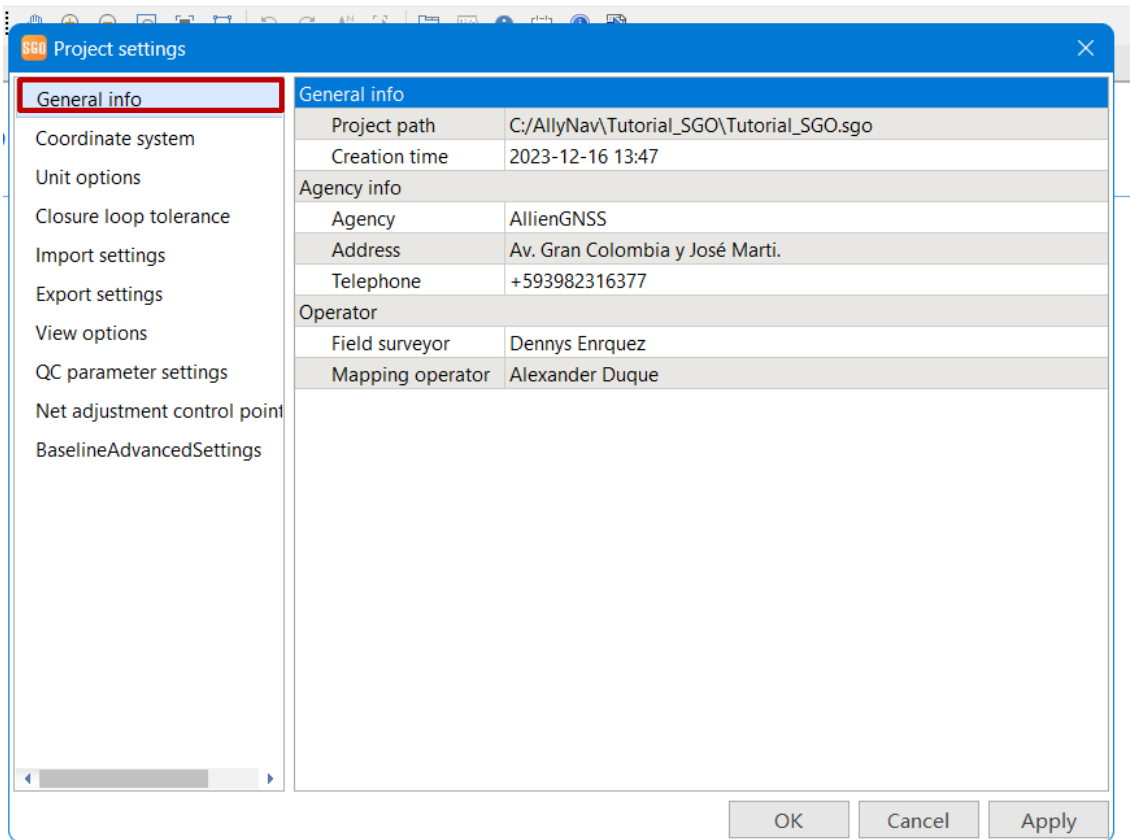 SGO Project settings
General info
Coordinate system
Unit options
Closure loop tolerance
Import settings
Export settings
View options
QC parameter settings
Net adjustment control point
BaselineAdvancedSettings
General info
Project path C:/AllyNav\Tutorial_SGO\Tutorial_SGO.sgo
Creation time 2023-12-16 13:47
Agency info
Agency AllienGNSS
Address Av. Gran Colombia y José Marti.
Telephone +593982316377
Operator
Field surveyor Dennys Enrquez
Mapping operator Alexander Duque
OK Cancel Apply